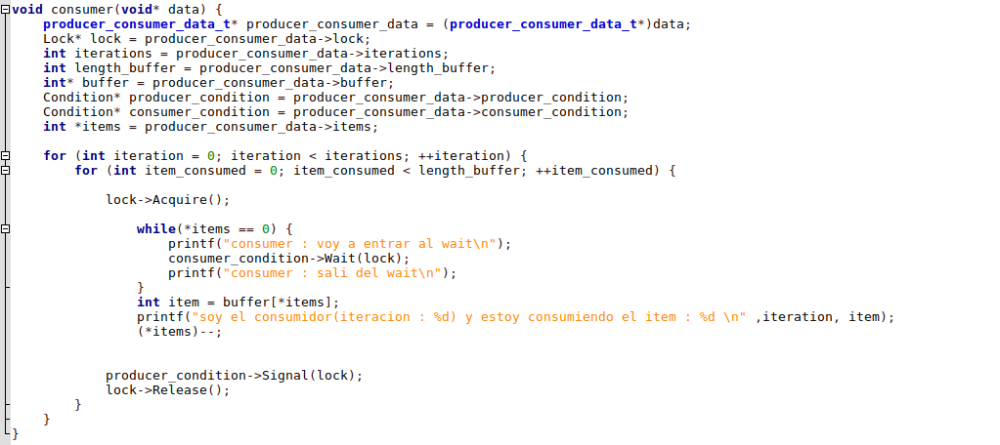 void consumer(void* data) {
    producer_consumer_data_t* producer_consumer_data = (producer_consumer_data_t*)data;
    Lock* lock = producer_consumer_data->lock;
    int iterations = producer_consumer_data->iterations;
    int length_buffer = producer_consumer_data->length_buffer;
    int* buffer = producer_consumer_data->buffer;
    Condition* producer_condition = producer_consumer_data->producer_condition;
    Condition* consumer_condition = producer_consumer_data->consumer_condition;
    int *items = producer_consumer_data->items;
    for (int iteration = 0; iteration < iterations; ++iteration) {
        for (int item_consumed = 0; item_consumed < length_buffer; ++item_consumed) {
            lock->Acquire();
                while(*items == 0) {
                    printf("consumer : voy a entrar al wait\n");
                    consumer_condition->Wait(lock);
                    printf("consumer : sali del wait\n");
                }
                int item = buffer[*items];
                printf("soy el consumidor(iteracion : %d) y estoy consumiendo el item : %d \n" ,iteration, item);
                (*items)--;
            producer_condition->Signal(lock);
            lock->Release();
        }
    }
}